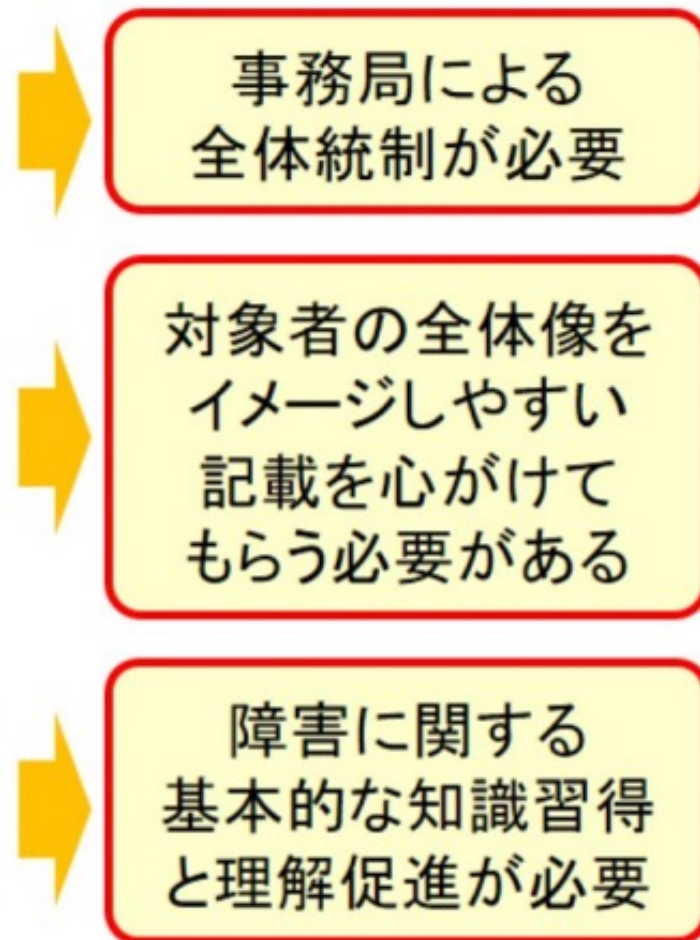 事務局による
全体統制が必要
対象者の全体像を
イメージしやすい
記載を心がけて
もらう必要がある
障害に関する
基本的な知識習得
と理解促進が必要